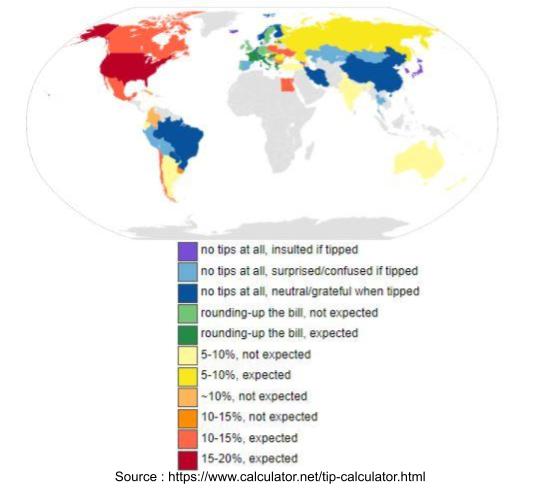 no tips at all, insulted if tipped
no tips at all, surprised/confused if tipped
no tips at all, neutral/grateful when tipped
rounding-up the bill, not expected
rounding-up the bill, expected
5-10%, not expected
5-10%, expected
~10%, not expected
10-15%, not expected
10-15%, expected
15-20%, expected
Source : https://www.calculator.net/tip-calculator.html